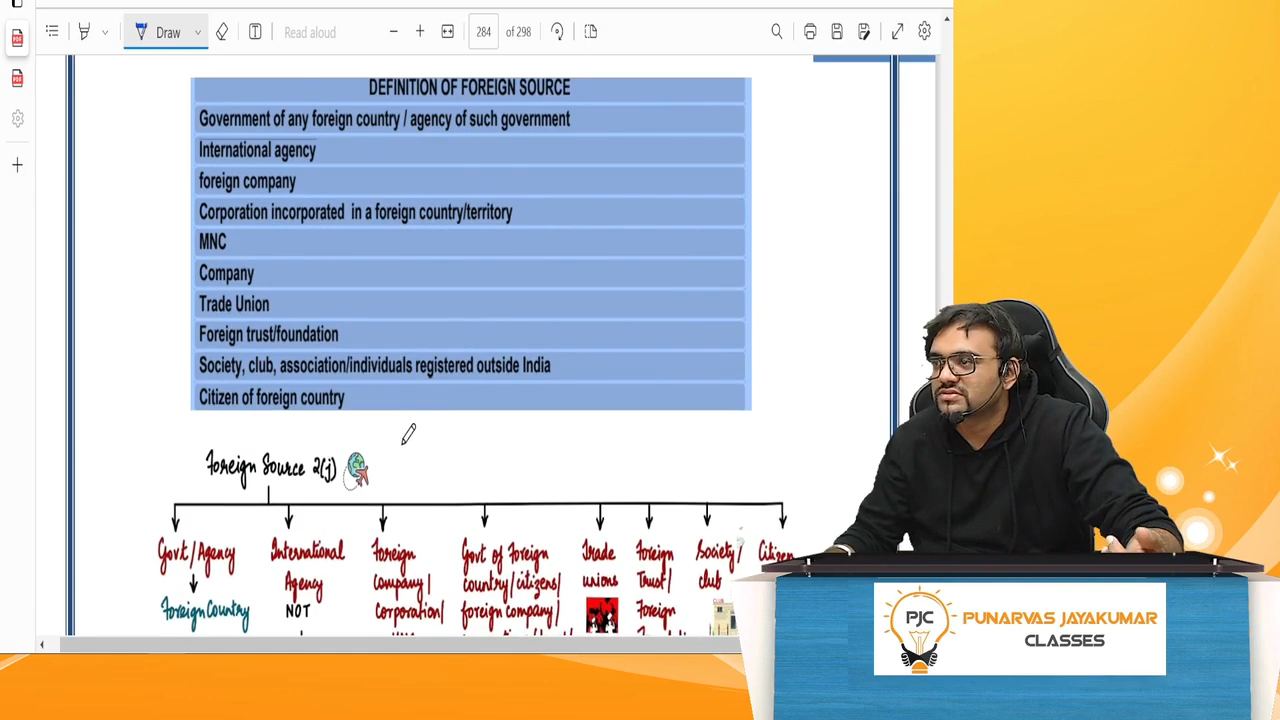 Draw
Read aloud
284
of 298
DEFINITION OF FOREIGN SOURCE
Government of any foreign country / agency of such government
International agency
foreign company
Corporation incorporated in a foreign country/territory
MNC
Company
Trade Union
Foreign trust/foundation
Society, club, association/individuals registered outside India
Citizen of foreign country
Foreign Source 2(j)
Govt/Agency
Foreign Country
International
Agency
NOT
Foreign
Company/
Corporation/
Govt of Foreign
country/citizens/
foreign company/
Trade
unions
Foreign
Trust/
Foreign
Society/
club
Citizen
PJC
PUNARVAS JAYAKUMAR
CLASSES